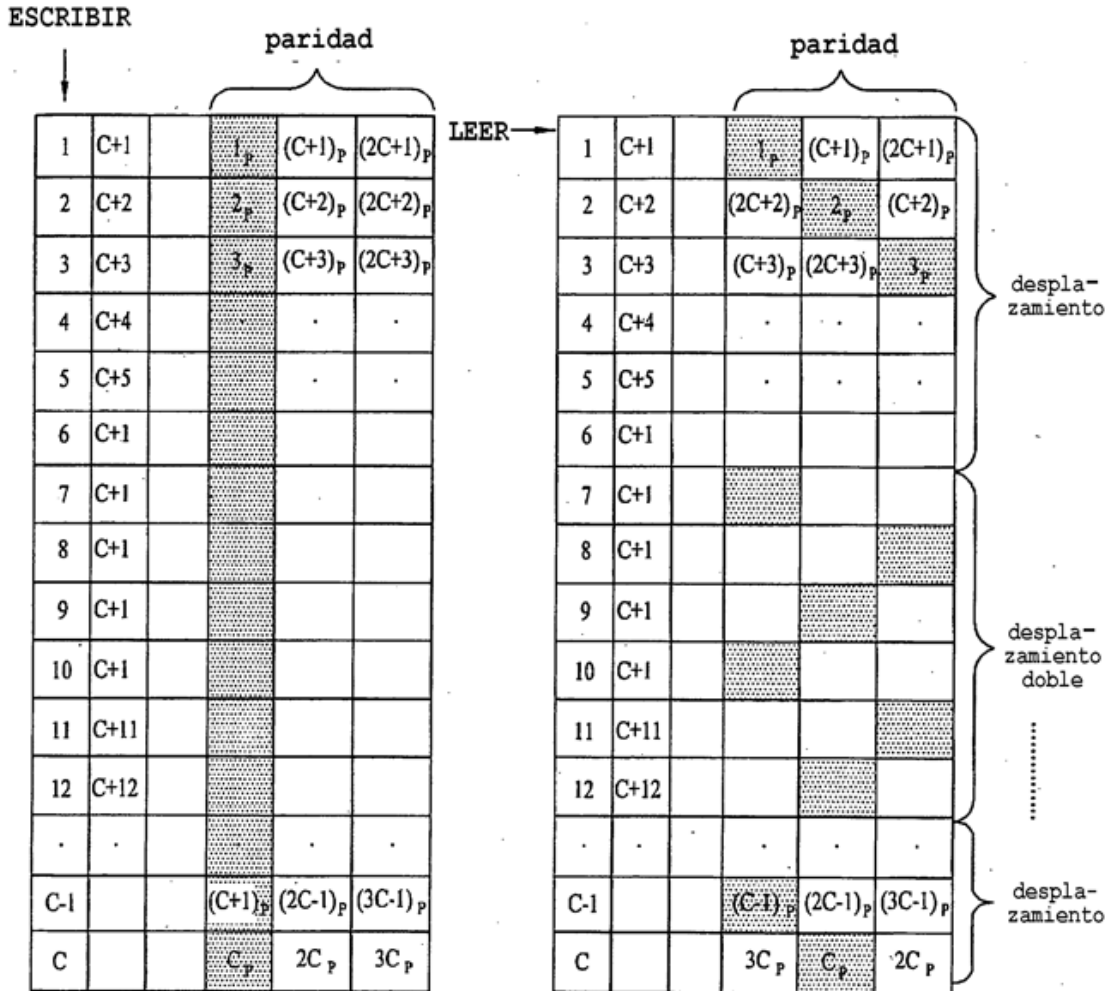 ESCRIBIR
paridad
1 C+1 1P (C+1)P (2C+1)P
2 C+2 2P (C+2)P (2C+2)P
3 C+3 3P (C+3)P (2C+3)P
4 C+4 . . .
5 C+5 . . .
6 C+1
7 C+1
8 C+1
9 C+1
10 C+1
11 C+11
12 C+12
. . . . .
C-1 (C+1)P (2C-1)P (3C-1)P
C CP 2CP 3CP
paridad
LEER
1 C+1 1P (C+1)P (2C+1)P
2 C+2 (2C+2)P 2P (C+2)P
3 C+3 (C+3)P (2C+3)P 3P
4 C+4 . . .
5 C+5 . . .
6 C+1
7 C+1
8 C+1
9 C+1
10 C+1
11 C+11
12 C+12
. . . . . .
C-1 (C-1)P (2C-1)P (3C-1)P
C 3CP CP 2CP
despla-
zamiento
despla-
zamiento
doble
despla-
zamiento